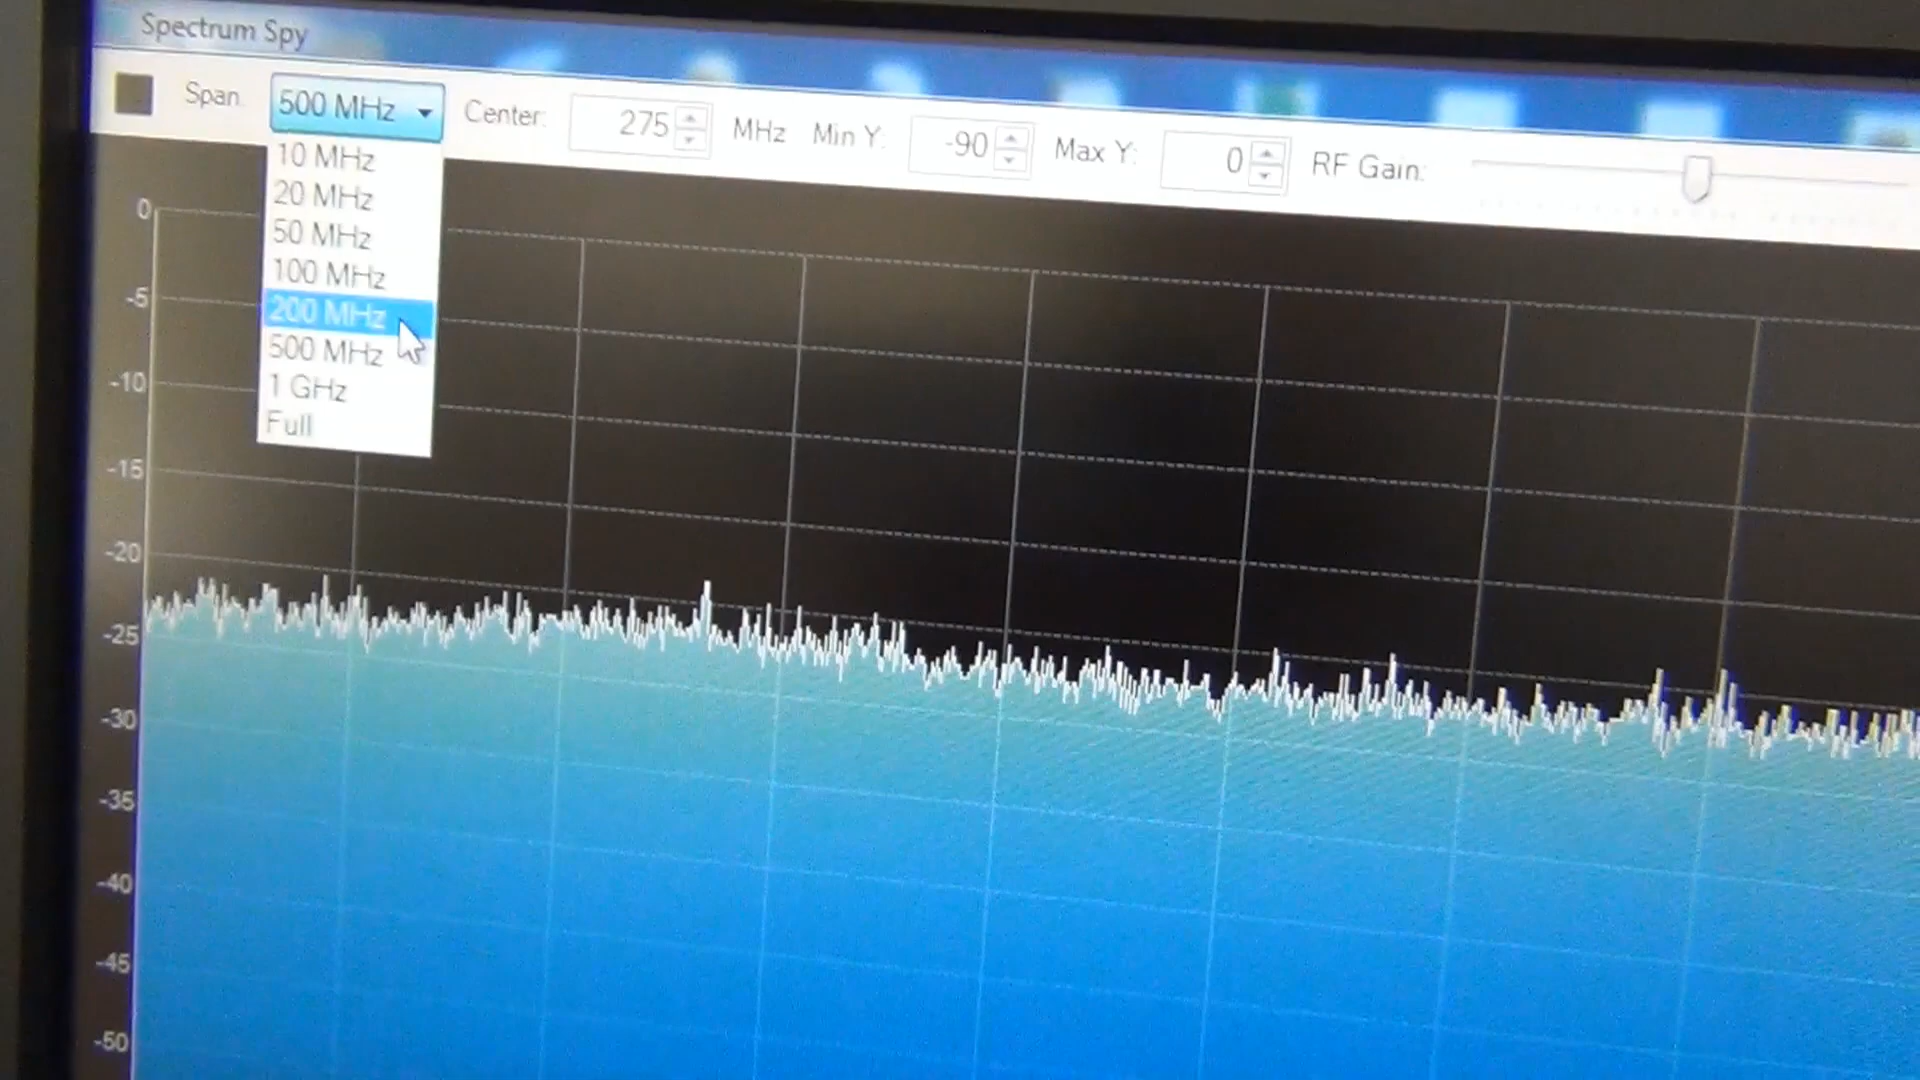 Spectrum Spy
Span: 500 MHz Center: 275 MHz Min Y: -90 Max Y: 0 RF Gain:
10 MHz
20 MHz
50 MHz
100 MHz
200 MHz
500 MHz
1 GHz
Full
0
-5
-10
-15
-20
-25
-30
-35
-40
-45
-50